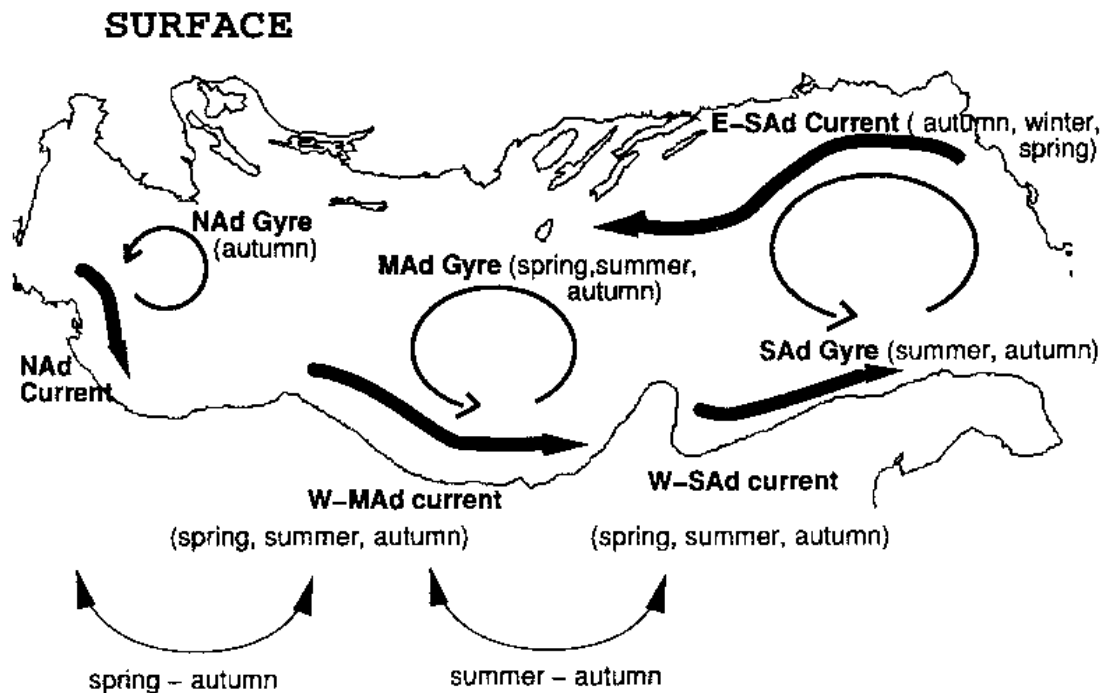 SURFACE
E–SAd Current ( autumn, winter,
spring)
NAd Gyre
(autumn)
MAd Gyre (spring,summer,
autumn)
SAd Gyre (summer, autumn)
NAd
Current
W–MAd current
(spring, summer, autumn)
W–SAd current
(spring, summer, autumn)
spring – autumn
summer – autumn